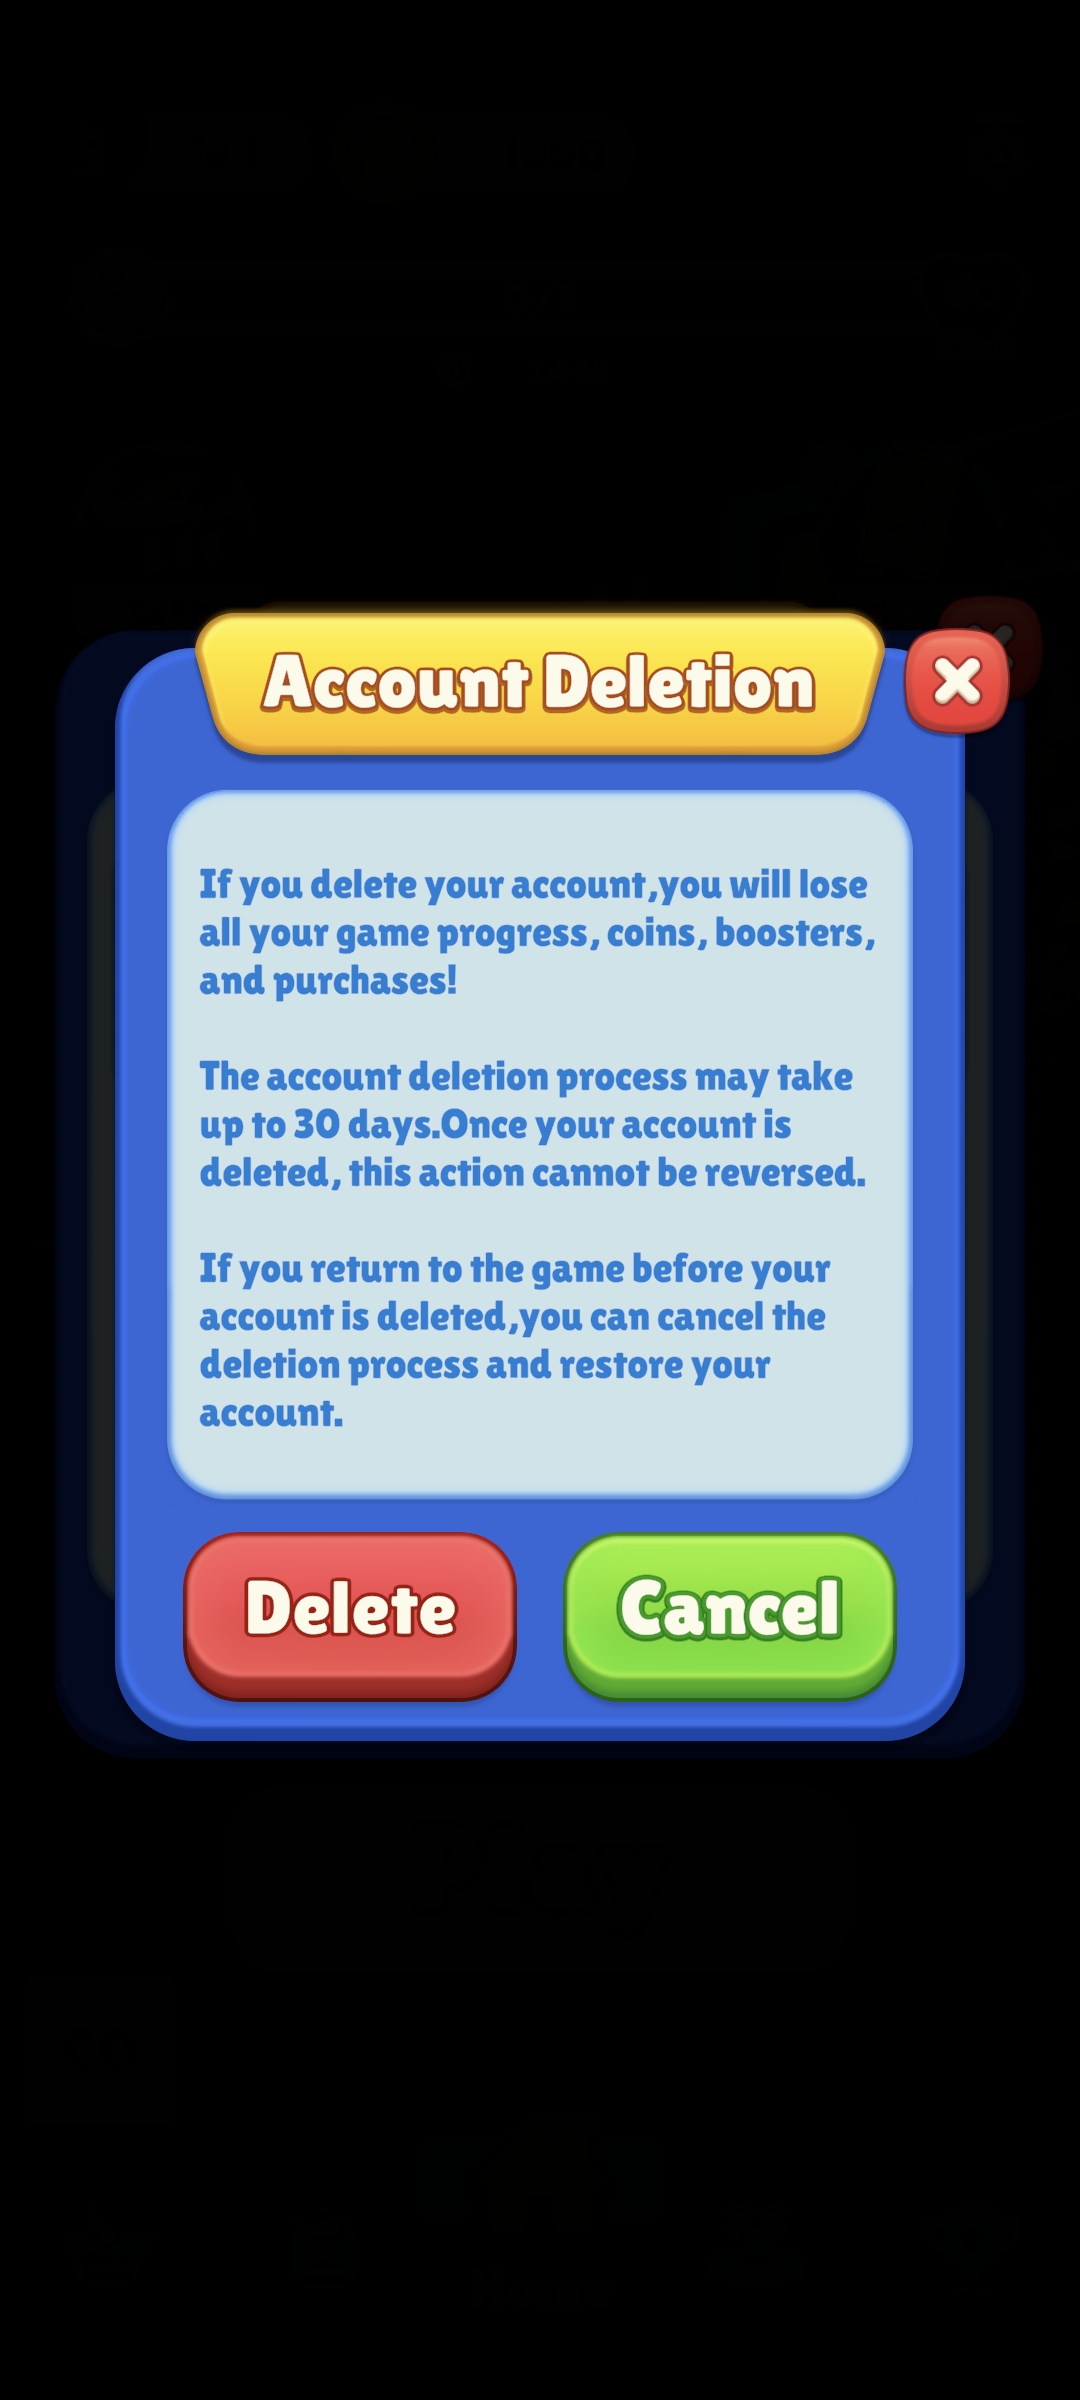 Account Deletion
If you delete your account,you will lose
all your game progress, coins, boosters,
and purchases!
The account deletion process may take
up to 30 days.Once your account is
deleted, this action cannot be reversed.
If you return to the game before your
account is deleted,you can cancel the
deletion process and restore your
account.
Delete Cancel
Play